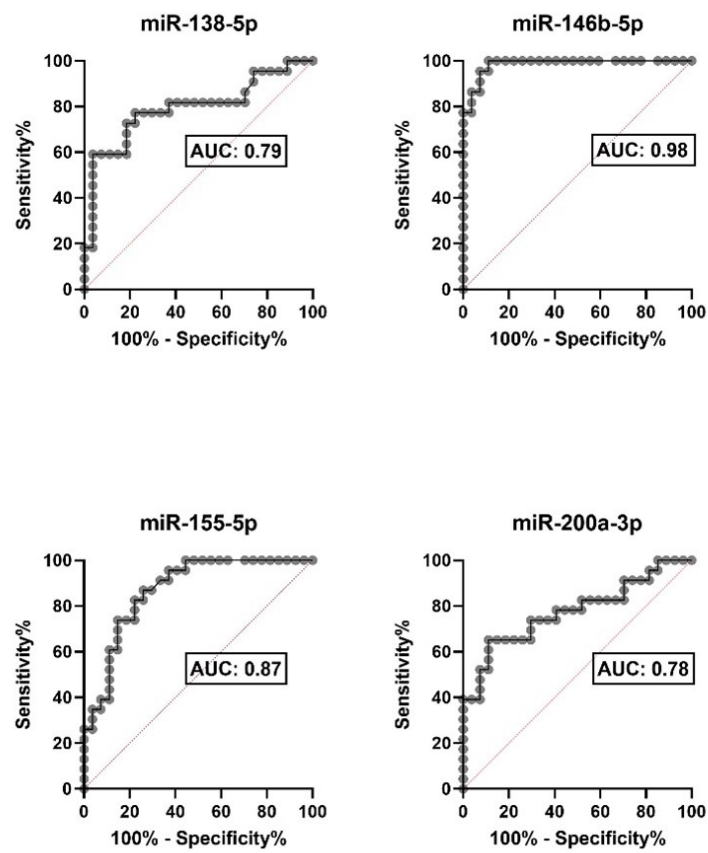 miR-138-5p
100
80
60
40
20
0
Sensitivity%
AUC: 0.79
0 20 40 60 80 100
100% - Specificity%
miR-146b-5p
100
80
60
40
20
0
Sensitivity%
AUC: 0.98
0 20 40 60 80 100
100% - Specificity%
miR-155-5p
100
80
60
40
20
0
Sensitivity%
AUC: 0.87
0 20 40 60 80 100
100% - Specificity%
miR-200a-3p
100
80
60
40
20
0
Sensitivity%
AUC: 0.78
0 20 40 60 80 100
100% - Specificity%